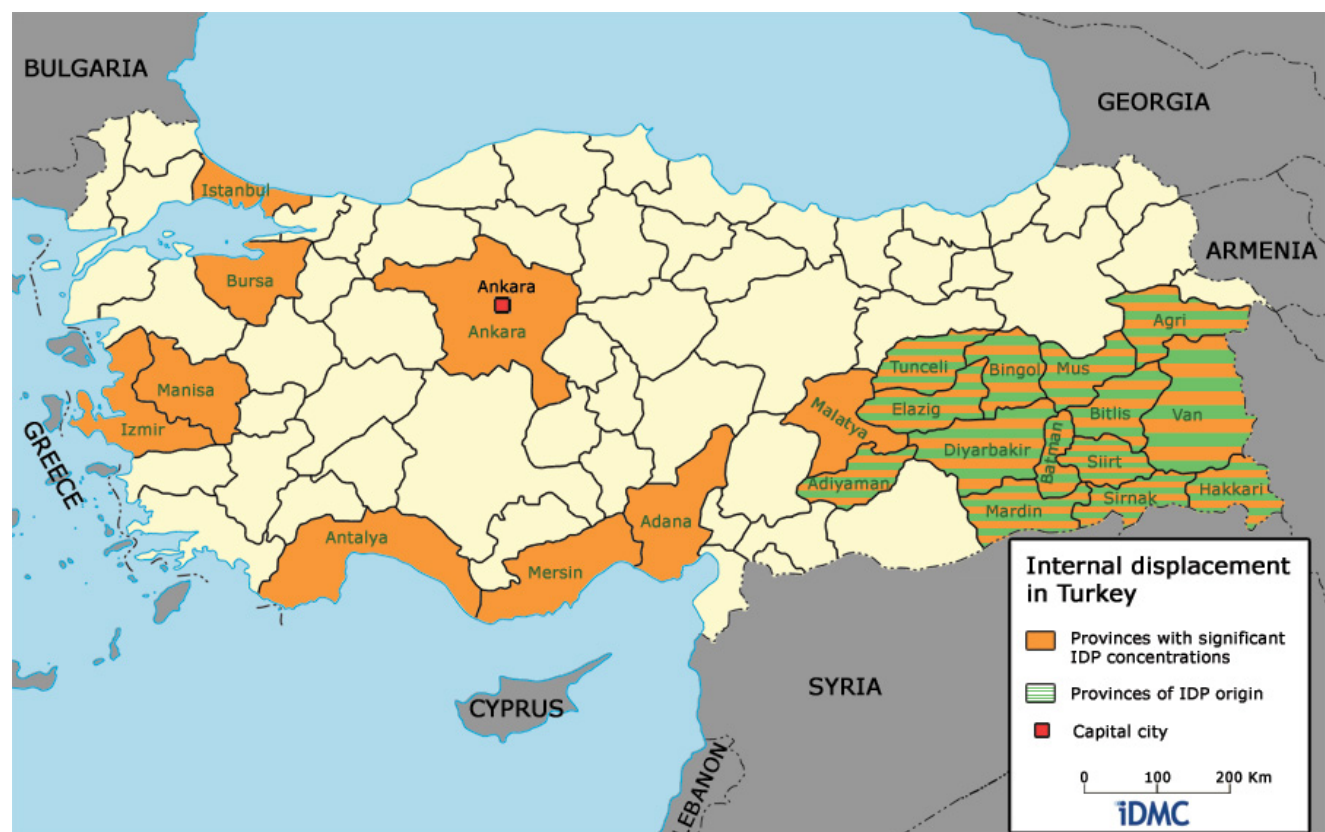 BULGARIA
GEORGIA
ARMENIA
Istanbul
Bursa
Ankara
Ankara
Agri
Tunceli
Bingol
Mus
Manisa
Malatya
Elazig
Bitlis
Van
Izmir
GREECE
Diyarbakir
Batman
Siirt
Adiyaman
Sirnak
Hakkari
Mardin
Adana
Antalya
Mersin
CYPRUS
SYRIA
LEBANON
Internal displacement
in Turkey
Provinces with significant
IDP concentrations
Provinces of IDP origin
Capital city
0 100 200 Km
iDMC